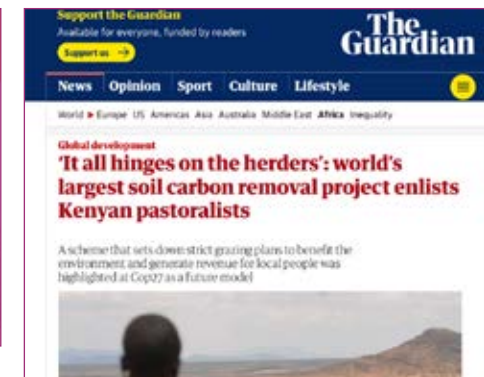 Support the Guardian
Available for everyone, funded by readers
Support us →
The Guardian
News Opinion Sport Culture Lifestyle
World ▶ Europe US Americas Asia Australia Middle East Africa Inequality
Global development
‘It all hinges on the herders’: world’s
largest soil carbon removal project enlists
Kenyan pastoralists
A scheme that sets down strict grazing plans to benefit the
environment and generate revenue for local people was
highlighted at Cop27 as a future model